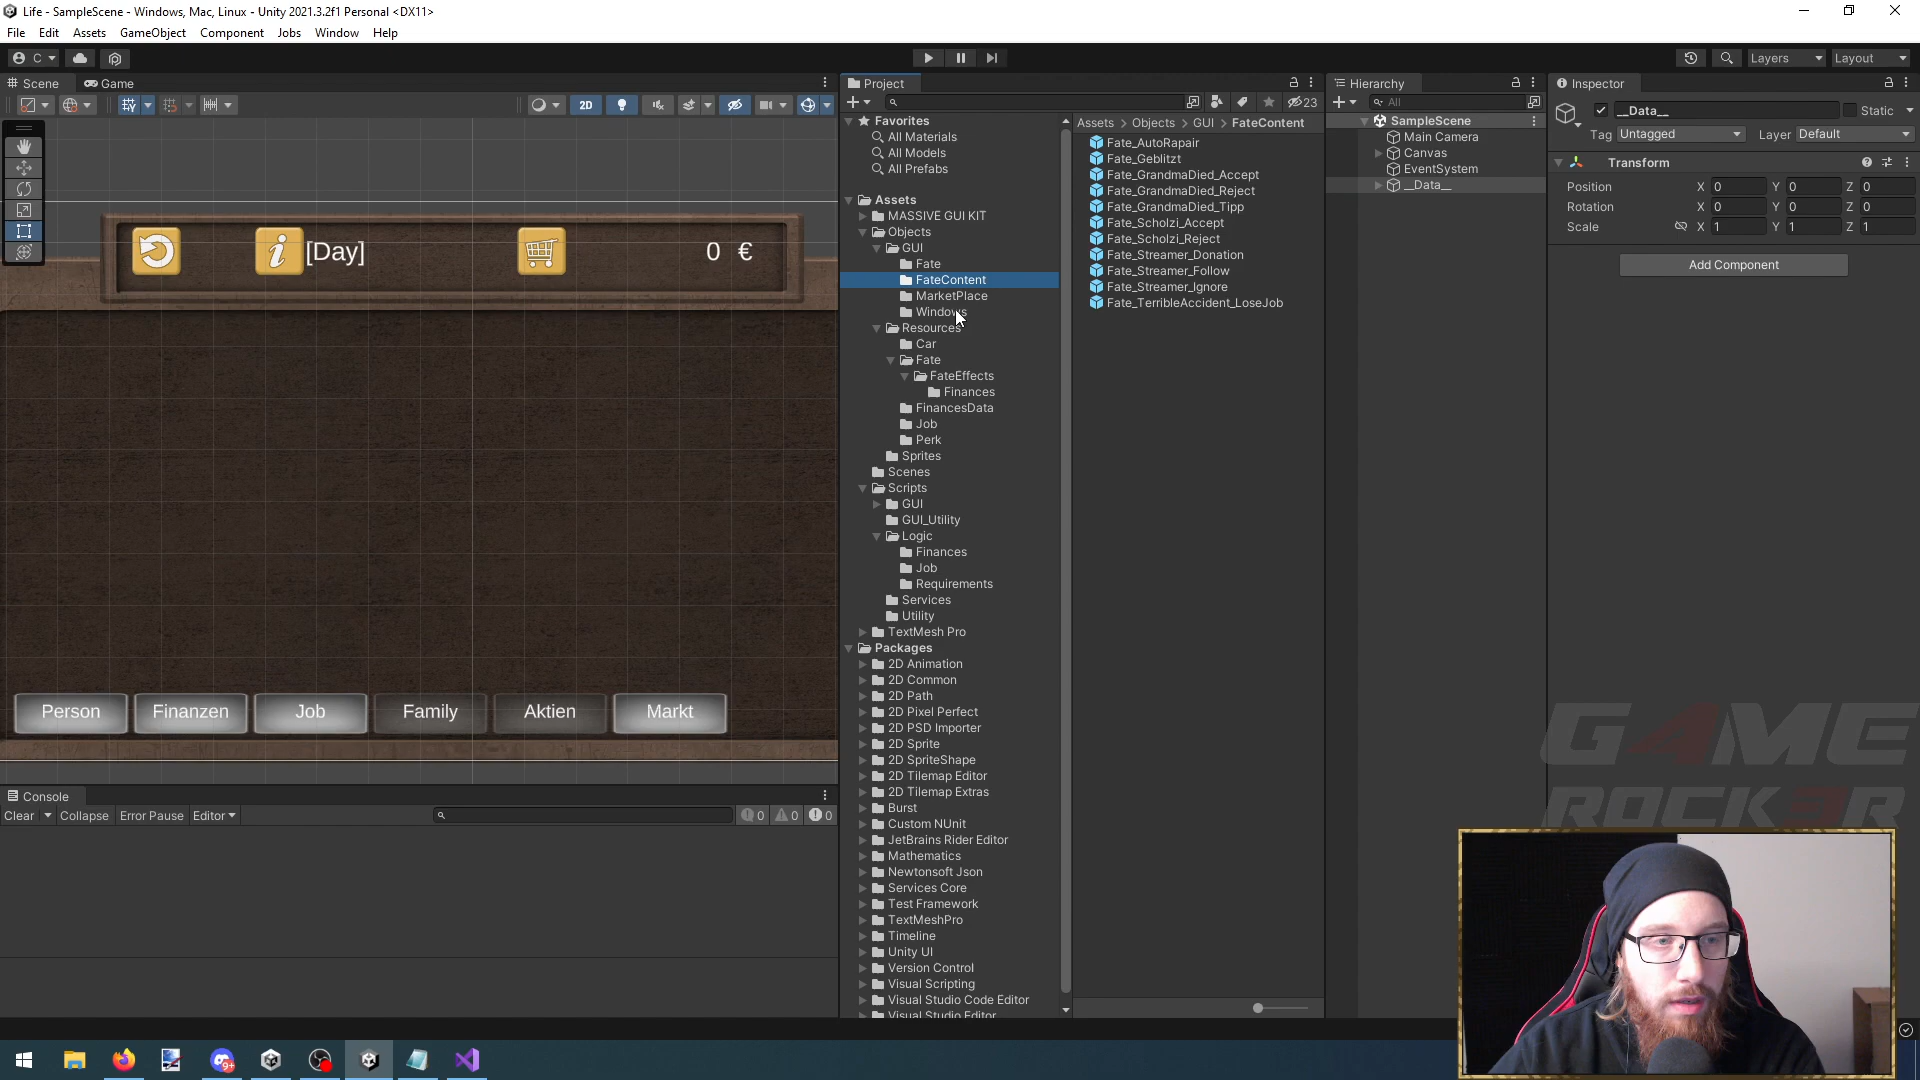 Life - SampleScene - Windows, Mac, Linux - Unity 2021.3.2f1 Personal <DX11>
File Edit Assets GameObject Component Jobs Window Help
C Layers Layout
Scene Game
2D
[Day] 0 €
Person Finanzen Job Family Aktien Markt
Console
Clear Collapse Error Pause Editor 0 0 0
Project
23
Favorites
All Materials
All Models
All Prefabs
Assets
MASSIVE GUI KIT
Objects
GUI
Fate
FateContent
MarketPlace
Windows
Resources
Car
Fate
FateEffects
Finances
FinancesData
Job
Perk
Sprites
Scenes
Scripts
GUI
GUI_Utility
Logic
Finances
Job
Requirements
Services
Utility
TextMesh Pro
Packages
2D Animation
2D Common
2D Path
2D Pixel Perfect
2D PSD Importer
2D Sprite
2D SpriteShape
2D Tilemap Editor
2D Tilemap Extras
Burst
Custom NUnit
JetBrains Rider Editor
Mathematics
Newtonsoft Json
Services Core
Test Framework
TextMeshPro
Timeline
Unity UI
Version Control
Visual Scripting
Visual Studio Code Editor
Visual Studio Editor
Assets > Objects > GUI > FateContent
Fate_AutoRapair
Fate_Geblitzt
Fate_GrandmaDied_Accept
Fate_GrandmaDied_Reject
Fate_GrandmaDied_Tipp
Fate_Scholzi_Accept
Fate_Scholzi_Reject
Fate_Streamer_Donation
Fate_Streamer_Follow
Fate_Streamer_Ignore
Fate_TerribleAccident_LoseJob
Hierarchy
All
SampleScene
Main Camera
Canvas
EventSystem
__Data__
Inspector
__Data__ Static
Tag Untagged Layer Default
Transform
Position X 0 Y 0 Z 0
Rotation X 0 Y 0 Z 0
Scale X 1 Y 1 Z 1
Add Component
G4ME
ROCK3R
9+